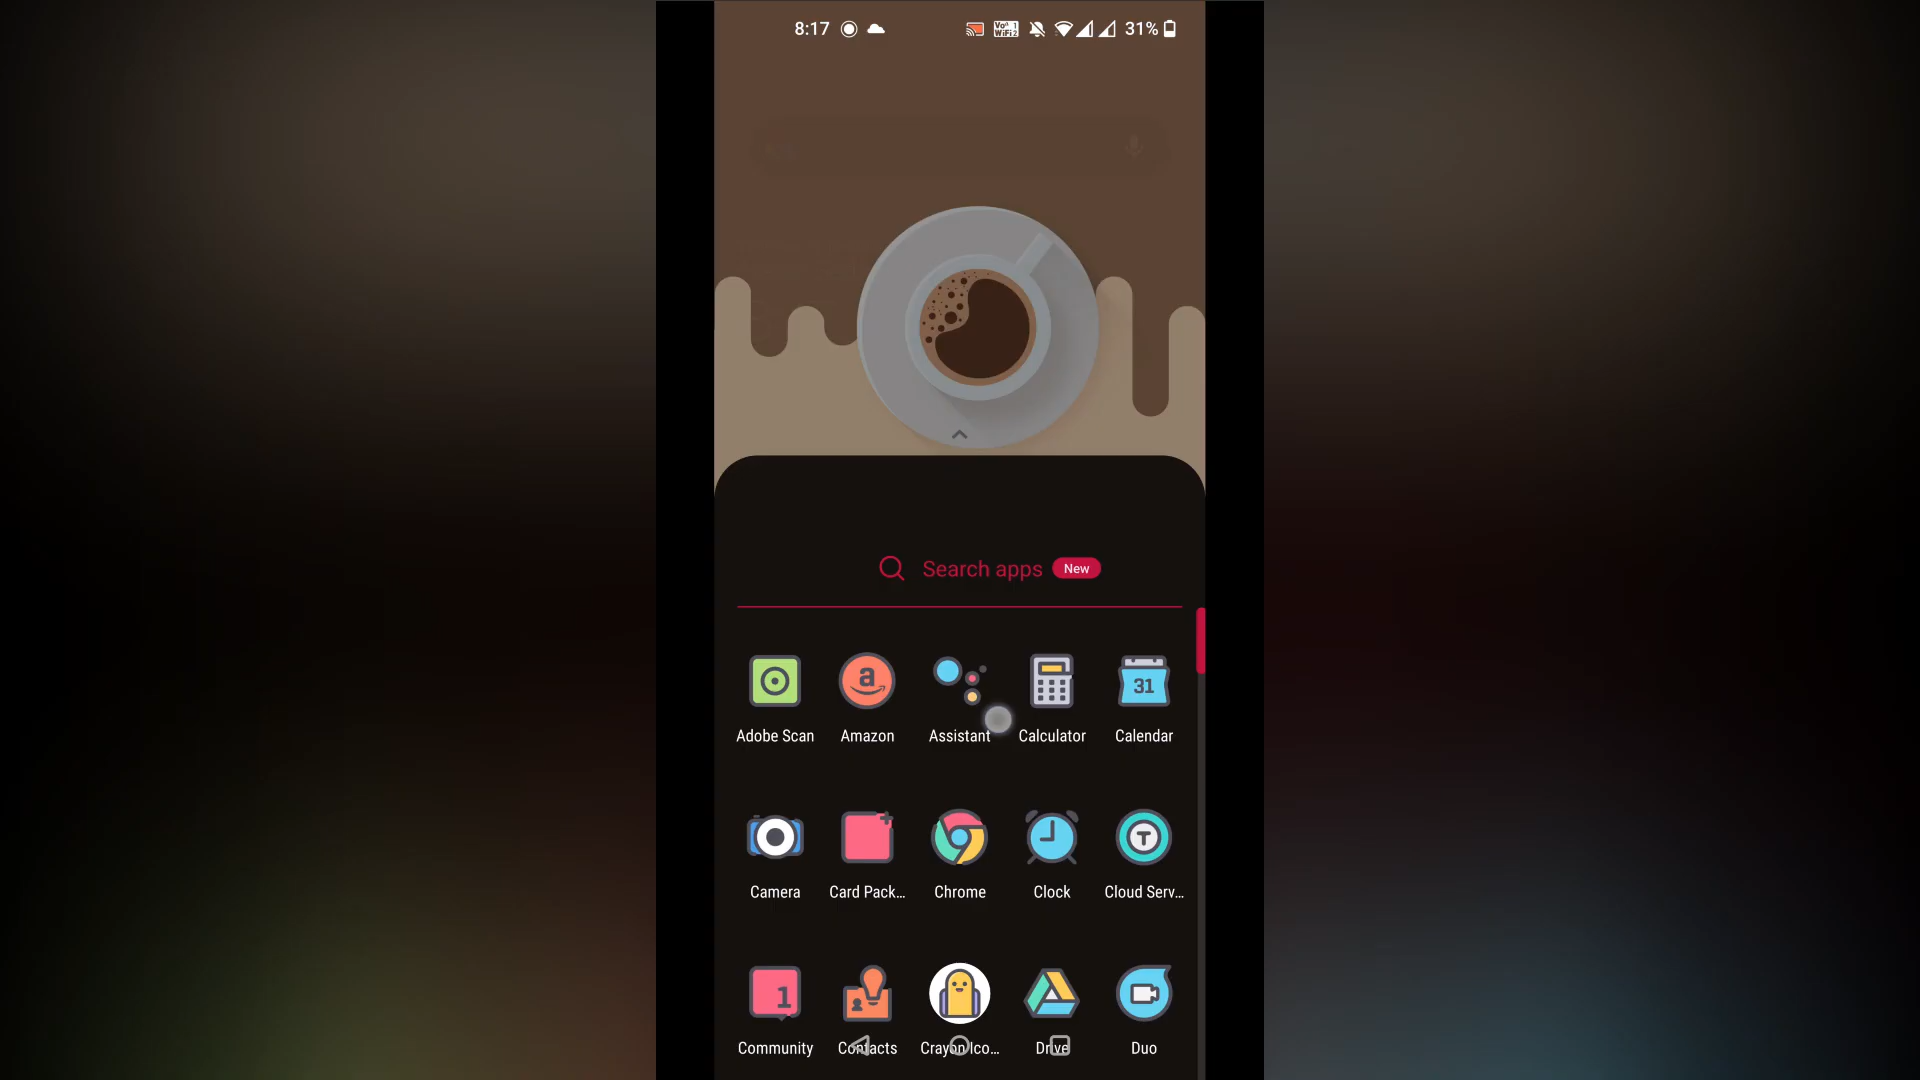 8:17 31%
Search apps New
Adobe Scan Amazon Assistant Calculator Calendar
31
Camera Card Pack... Chrome Clock Cloud Serv...
Community Contacts Crayon Ico... Drive Duo